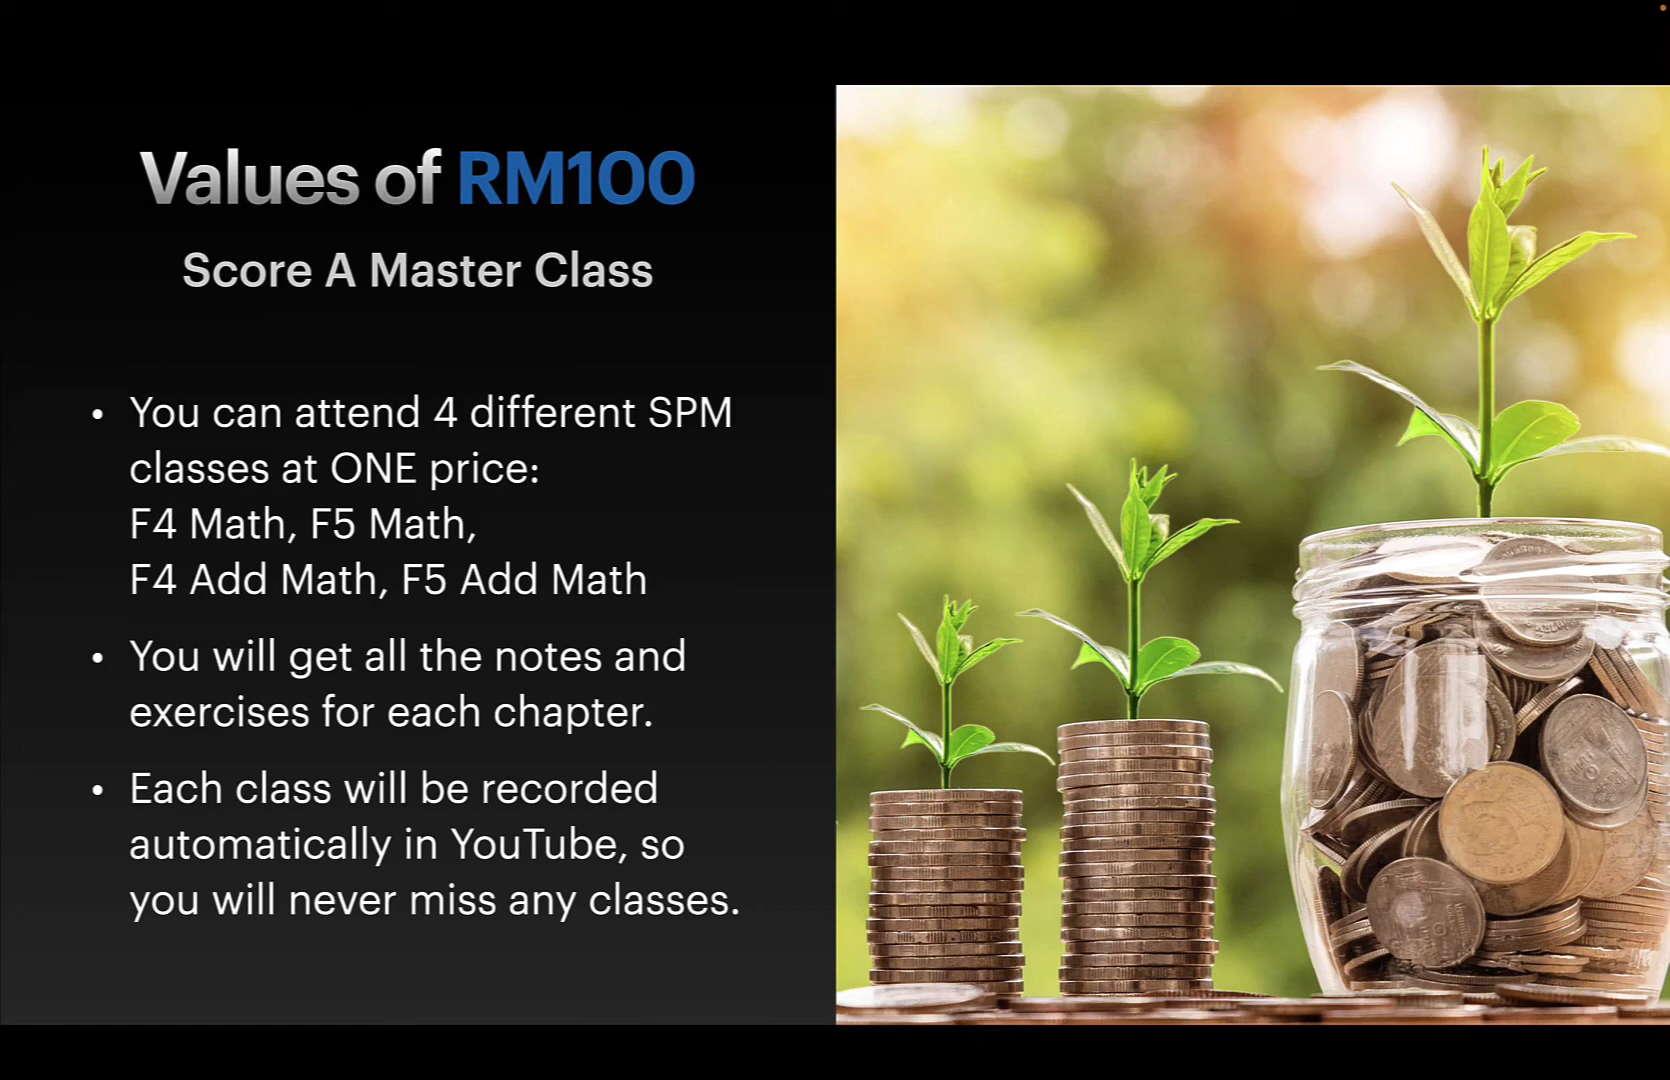 Values of RM100
Score A Master Class
• You can attend 4 different SPM
classes at ONE price:
F4 Math, F5 Math,
F4 Add Math, F5 Add Math
• You will get all the notes and
exercises for each chapter.
• Each class will be recorded
automatically in YouTube, so
you will never miss any classes.